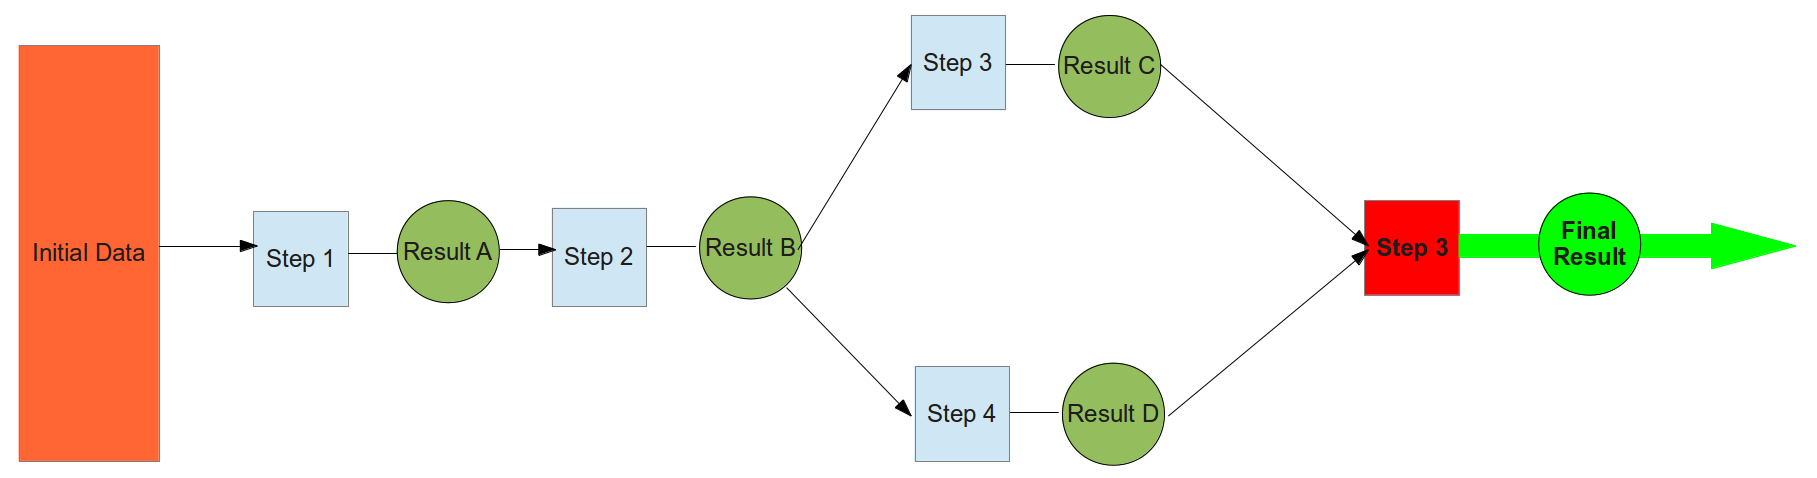 Initial Data
Step 1
Result A
Step 2
Result B
Step 3
Result C
Step 4
Result D
Step 3
Final
Result